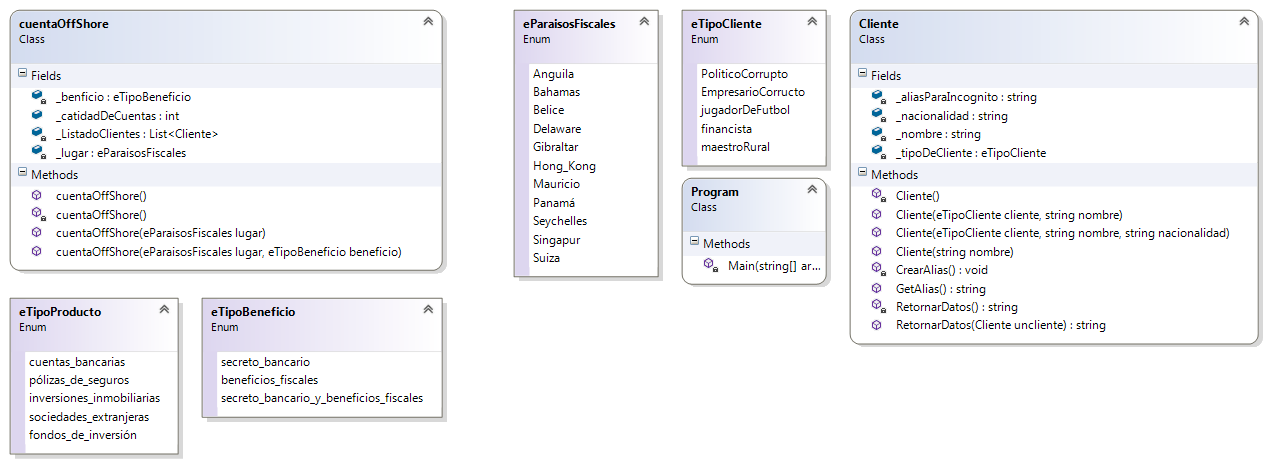 cuentaOffShore
Class
Fields
_benficio : eTipoBeneficio
_catidadDeCuentas : int
_ListadoClientes : List<Cliente>
_lugar : eParaisosFiscales
Methods
cuentaOffShore()
cuentaOffShore()
cuentaOffShore(eParaisosFiscales lugar)
cuentaOffShore(eParaisosFiscales lugar, eTipoBeneficio beneficio)
eParaisosFiscales
Enum
Anguila
Bahamas
Belice
Delaware
Gibraltar
Hong_Kong
Mauricio
Panamá
Seychelles
Singapur
Suiza
eTipoCliente
Enum
PoliticoCorrupto
EmpresarioCorructo
jugadorDeFutbol
financista
maestroRural
Program
Class
Methods
Main(string[] ar...
Cliente
Class
Fields
_aliasParaIncognito : string
_nacionalidad : string
_nombre : string
_tipoDeCliente : eTipoCliente
Methods
Cliente()
Cliente(eTipoCliente cliente, string nombre)
Cliente(eTipoCliente cliente, string nombre, string nacionalidad)
Cliente(string nombre)
CrearAlias() : void
GetAlias() : string
RetornarDatos() : string
RetornarDatos(Cliente uncliente) : string
eTipoProducto
Enum
cuentas_bancarias
pólizas_de_seguros
inversiones_inmobiliarias
sociedades_extranjeras
fondos_de_inversión
eTipoBeneficio
Enum
secreto_bancario
beneficios_fiscales
secreto_bancario_y_beneficios_fiscales